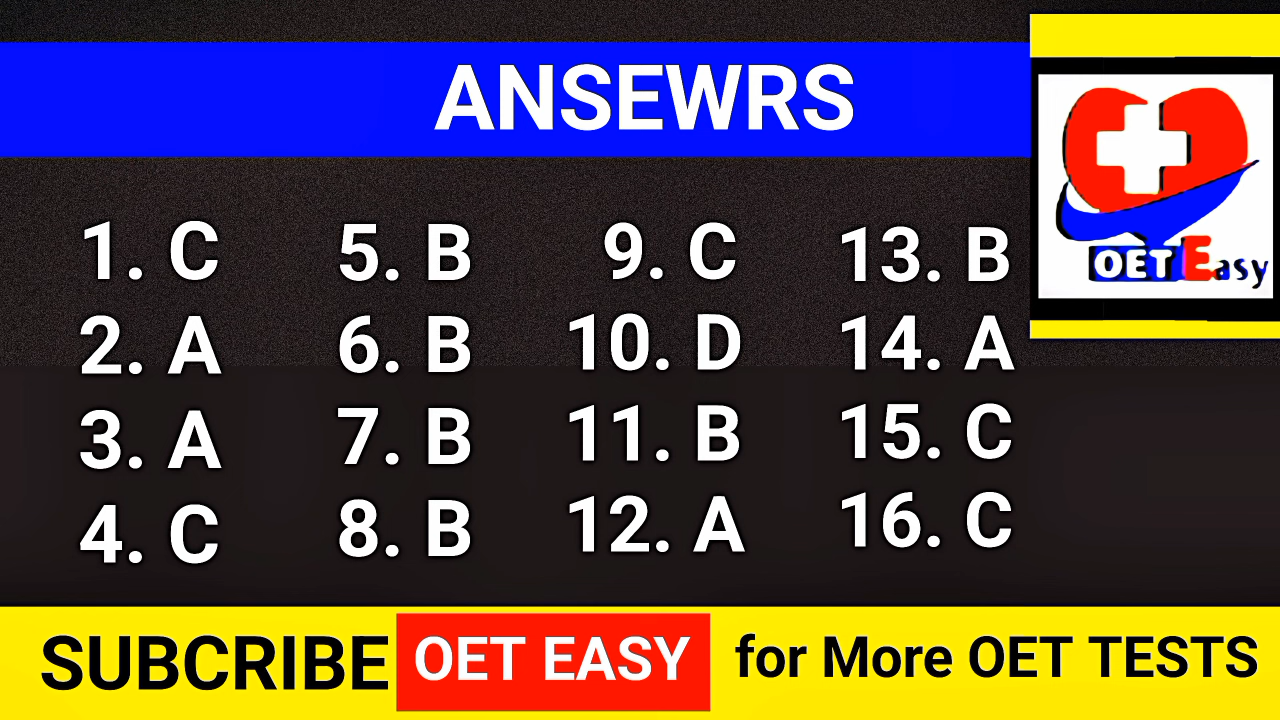 ANSEWRS
1. C
2. A
3. A
4. C
5. B
6. B
7. B
8. B
9. C
10. D
11. B
12. A
13. B
14. A
15. C
16. C
OET Easy
SUBCRIBE OET EASY for More OET TESTS